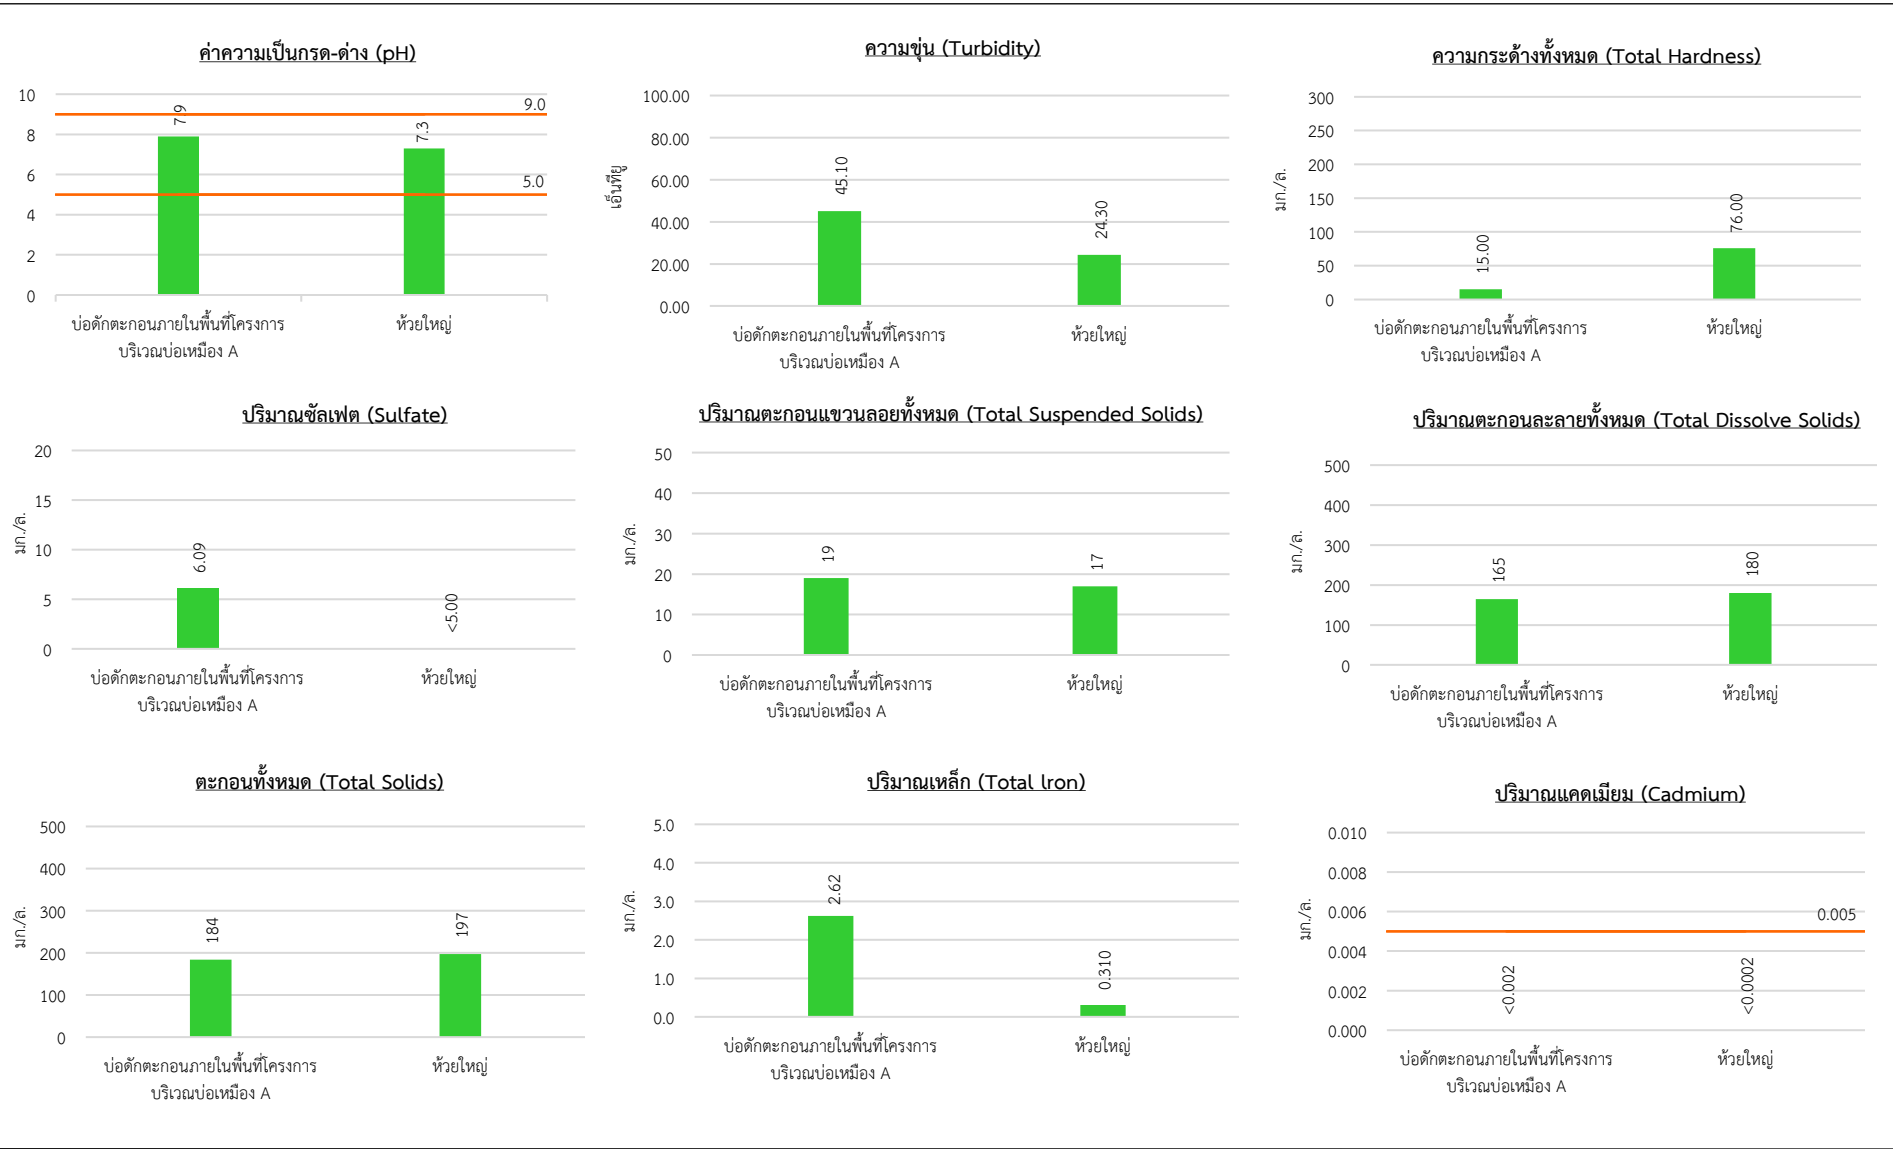 ค่าความเป็นกรด-ด่าง (pH)
10
8
6
4
2
0
9.0
5.0
7.9
7.3
บ่อดักตะกอนภายในพื้นที่โครงการ
บริเวณบ่อเหมือง A
ห้วยใหญ่
ความขุ่น (Turbidity)
เอ็นทียู
100.00
80.00
60.00
40.00
20.00
0.00
45.10
24.30
บ่อดักตะกอนภายในพื้นที่โครงการ
บริเวณบ่อเหมือง A
ห้วยใหญ่
ความกระด้างทั้งหมด (Total Hardness)
มก./ล.
300
250
200
150
100
50
0
15.00
76.00
บ่อดักตะกอนภายในพื้นที่โครงการ
บริเวณบ่อเหมือง A
ห้วยใหญ่
ปริมาณซัลเฟต (Sulfate)
มก./ล.
20
15
10
5
0
6.09
<5.00
บ่อดักตะกอนภายในพื้นที่โครงการ
บริเวณบ่อเหมือง A
ห้วยใหญ่
ปริมาณตะกอนแขวนลอยทั้งหมด (Total Suspended Solids)
มก./ล.
50
40
30
20
10
0
19
17
บ่อดักตะกอนภายในพื้นที่โครงการ
บริเวณบ่อเหมือง A
ห้วยใหญ่
ปริมาณตะกอนละลายทั้งหมด (Total Dissolve Solids)
มก./ล.
500
400
300
200
100
0
165
180
บ่อดักตะกอนภายในพื้นที่โครงการ
บริเวณบ่อเหมือง A
ห้วยใหญ่
ตะกอนทั้งหมด (Total Solids)
มก./ล.
500
400
300
200
100
0
184
197
บ่อดักตะกอนภายในพื้นที่โครงการ
บริเวณบ่อเหมือง A
ห้วยใหญ่
ปริมาณเหล็ก (Total lron)
มก./ล.
5.0
4.0
3.0
2.0
1.0
0.0
2.62
0.310
บ่อดักตะกอนภายในพื้นที่โครงการ
บริเวณบ่อเหมือง A
ห้วยใหญ่
ปริมาณแคดเมียม (Cadmium)
มก./ล.
0.010
0.008
0.006
0.004
0.002
0.000
0.005
<0.002
<0.0002
บ่อดักตะกอนภายในพื้นที่โครงการ
บริเวณบ่อเหมือง A
ห้วยใหญ่